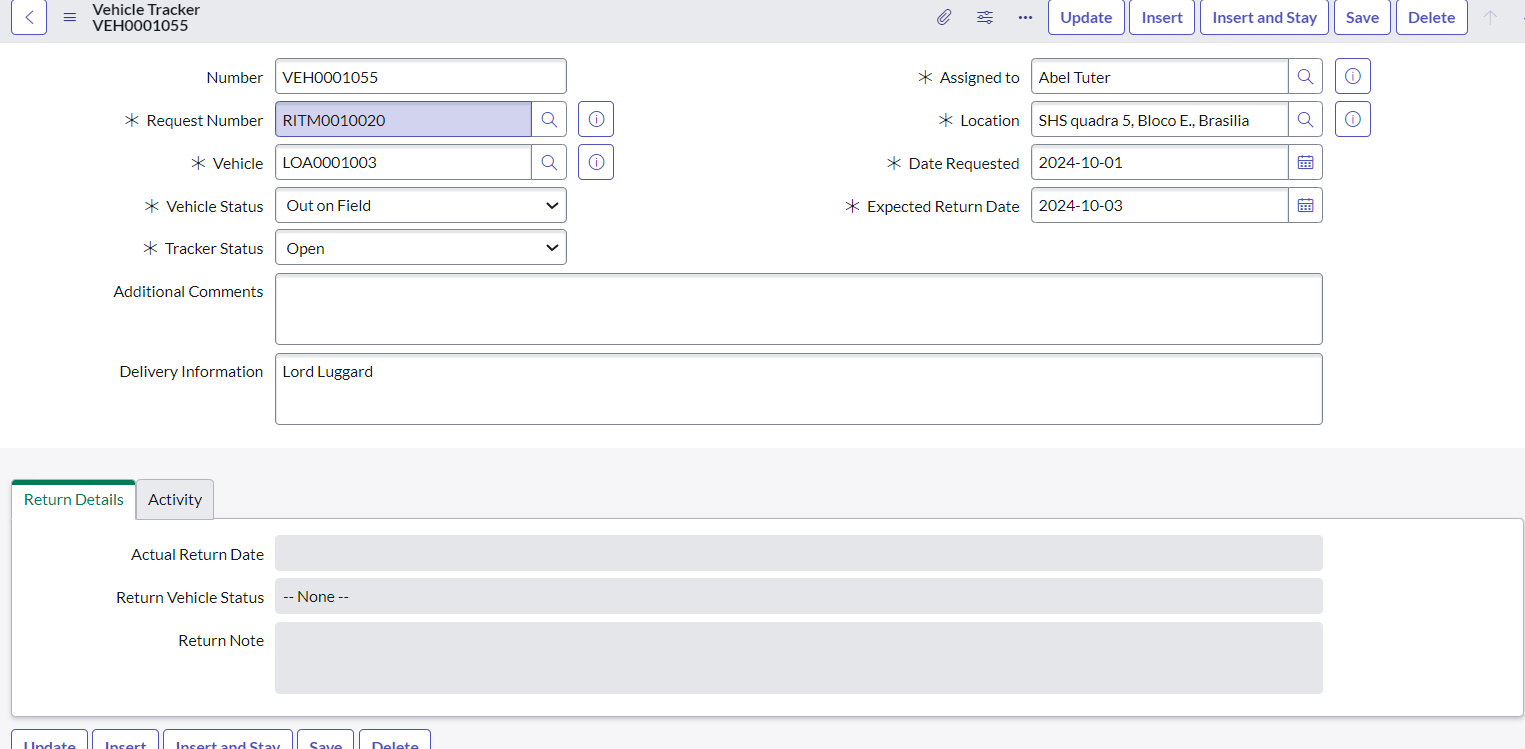 Vehicle Tracker
VEH0001055
Update Insert Insert and Stay Save Delete
Number VEH0001055
Assigned to Abel Tuter
Request Number RITM0010020
Location SHS quadra 5, Bloco E., Brasilia
Vehicle LOA0001003
Date Requested 2024-10-01
Vehicle Status Out on Field
Expected Return Date 2024-10-03
Tracker Status Open
Additional Comments
Delivery Information Lord Luggard
Return Details Activity
Actual Return Date
Return Vehicle Status -- None --
Return Note
Update Insert Insert and Stay Save Delete